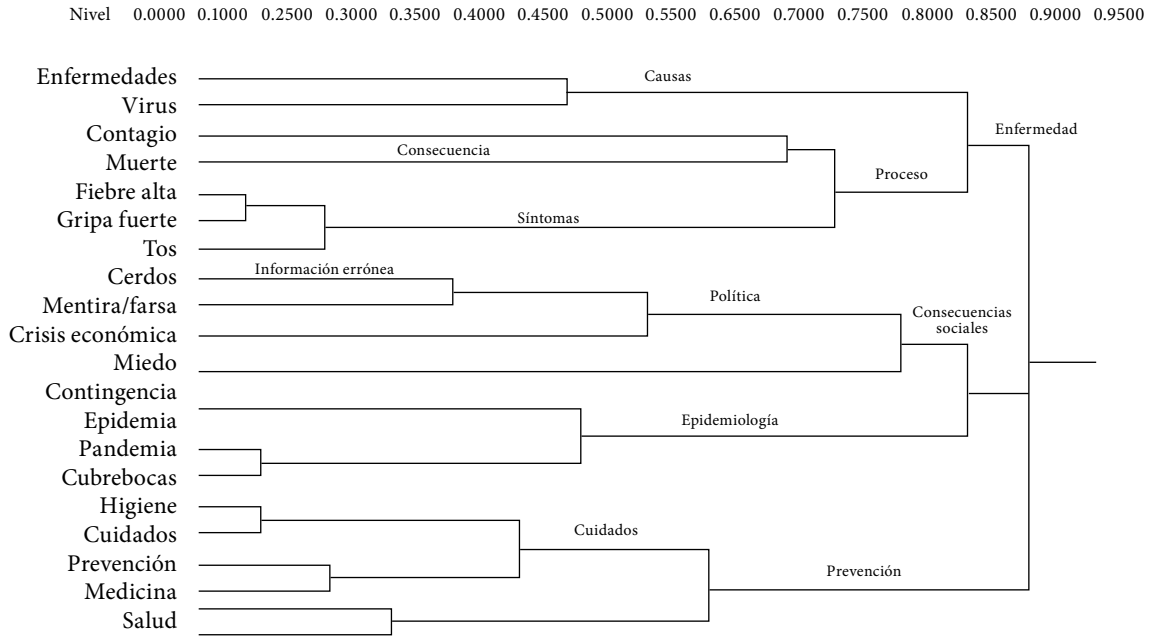 Nivel 0.0000 0.1000 0.2500 0.3000 0.3500 0.4000 0.4500 0.5000 0.5500 0.6500 0.7000 0.7500 0.8000 0.8500 0.9000 0.9500
Enfermedades
Causas
Virus
Contagio
Enfermedad
Consecuencia
Muerte
Proceso
Fiebre alta
Gripa fuerte
Síntomas
Tos
Información errónea
Cerdos
Política
Mentira/farsa
Consecuencias
sociales
Crisis económica
Miedo
Contingencia
Epidemia
Epidemiología
Pandemia
Cubrebocas
Higiene
Cuidados
Cuidados
Prevención
Prevención
Medicina
Salud